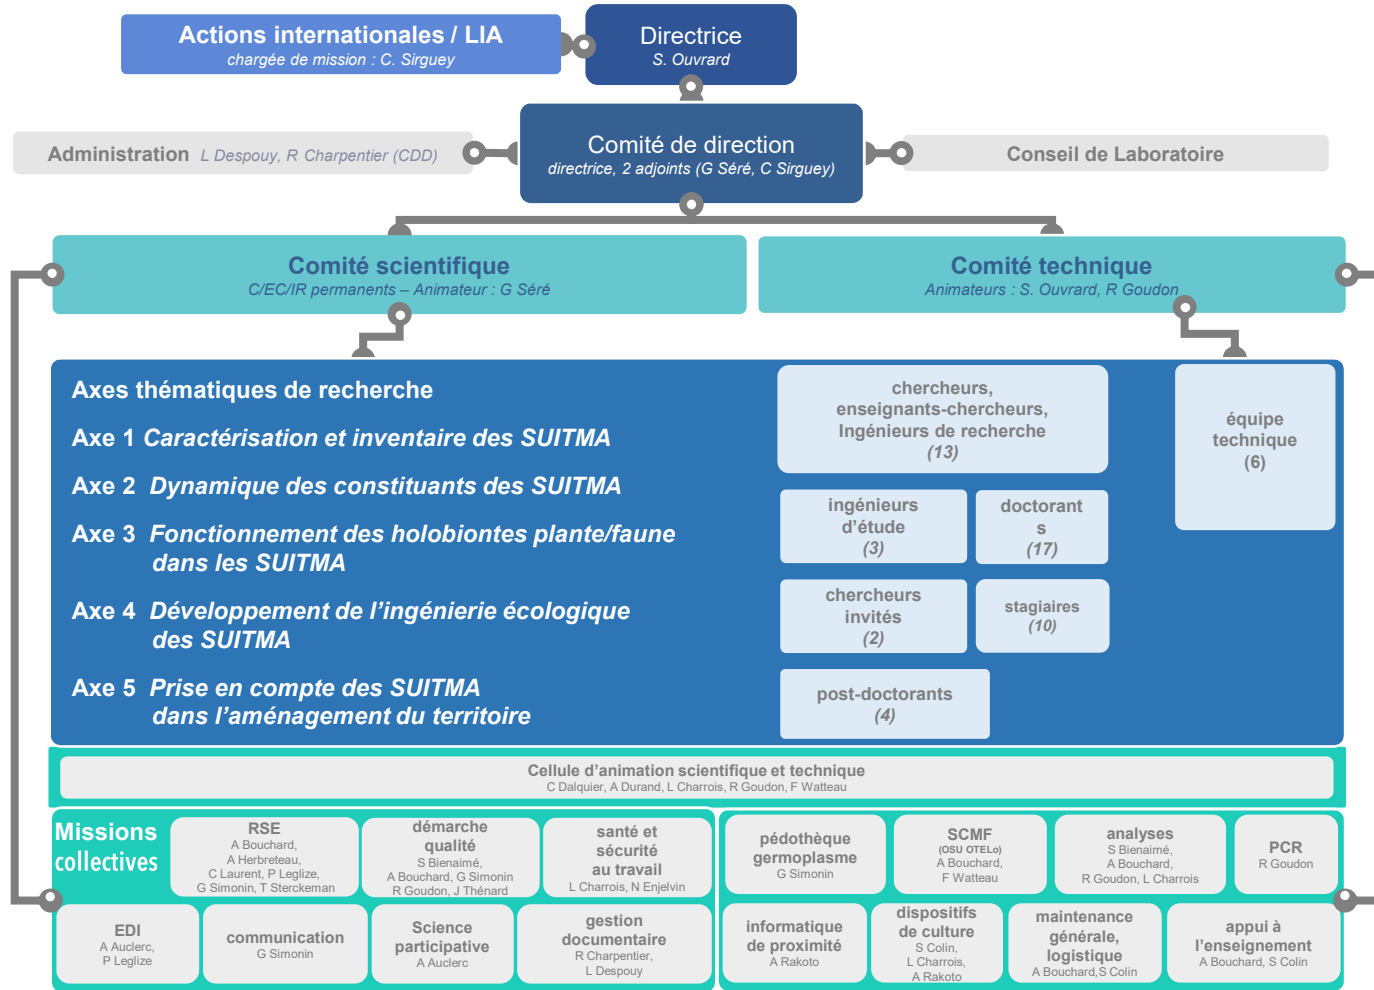 Actions internationales / LIA
chargée de mission : C. Sirguey
Directrice
S. Ouvrard
Comité de direction
directrice, 2 adjoints (G Séré, C Sirguey)
Administration L Despouy, R Charpentier (CDD)
Conseil de Laboratoire
Comité scientifique
C/EC/IR permanents – Animateur : G Séré
Comité technique
Animateurs : S. Ouvrard, R Goudon
Axes thématiques de recherche
Axe 1 Caractérisation et inventaire des SUITMA
Axe 2 Dynamique des constituants des SUITMA
Axe 3 Fonctionnement des holobiontes plante/faune
dans les SUITMA
Axe 4 Développement de l'ingénierie écologique
des SUITMA
Axe 5 Prise en compte des SUITMA
dans l'aménagement du territoire
chercheurs,
enseignants-chercheurs,
Ingénieurs de recherche
(13)
ingénieurs
d'étude
(3)
doctorant
s
(17)
chercheurs
invités
(2)
stagiaires
(10)
post-doctorants
(4)
équipe
technique
(6)
Cellule d'animation scientifique et technique
C Dalquier, A Durand, L Charrois, R Goudon, F Watteau
Missions
collectives
RSE
A Bouchard,
A Herbreteau,
C Laurent, P Leglize,
G Simonin, T Sterckeman
démarche
qualité
S Bienaimé,
A Bouchard, G Simonin
R Goudon, J Thénard
santé et
sécurité
au travail
L Charrois, N Enjelvin
pédothèque
germoplasme
G Simonin
SCMF
(OSU OTELo)
A Bouchard,
F Watteau
analyses
S Bienaimé,
A Bouchard,
R Goudon, L Charrois
PCR
R Goudon
EDI
A Auclerc,
P Leglize
communication
G Simonin
Science
participative
A Auclerc
gestion
documentaire
R Charpentier,
L Despouy
informatique
de proximité
A Rakoto
dispositifs
de culture
S Colin,
L Charrois,
A Rakoto
maintenance
générale,
logistique
A Bouchard,S Colin
appui à
l'enseignement
A Bouchard, S Colin